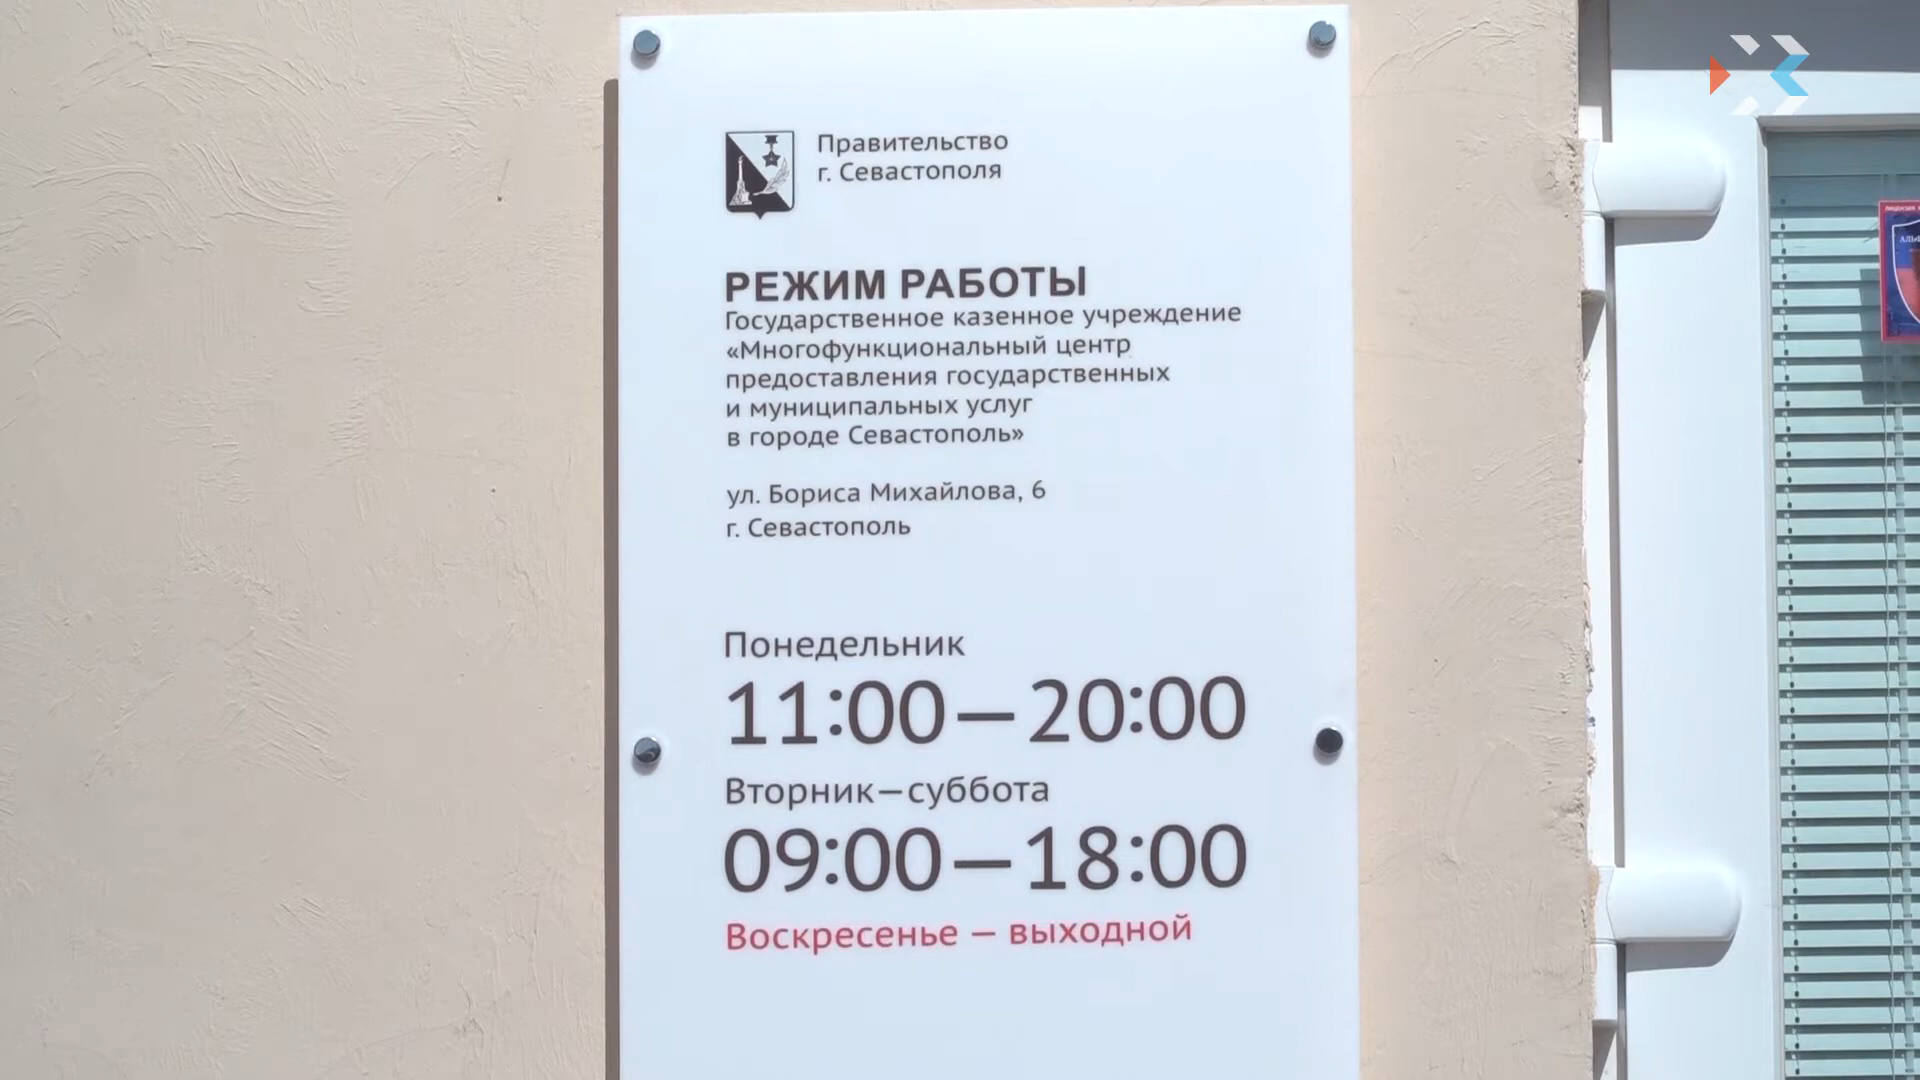 Правительство
г. Севастополя
РЕЖИМ РАБОТЫ
Государственное казенное учреждение
«Многофункциональный центр
предоставления государственных
и муниципальных услуг
в городе Севастополь»
ул. Бориса Михайлова, 6
г. Севастополь
Понедельник
11:00—20:00
Вторник—суббота
09:00—18:00
Воскресенье — выходной